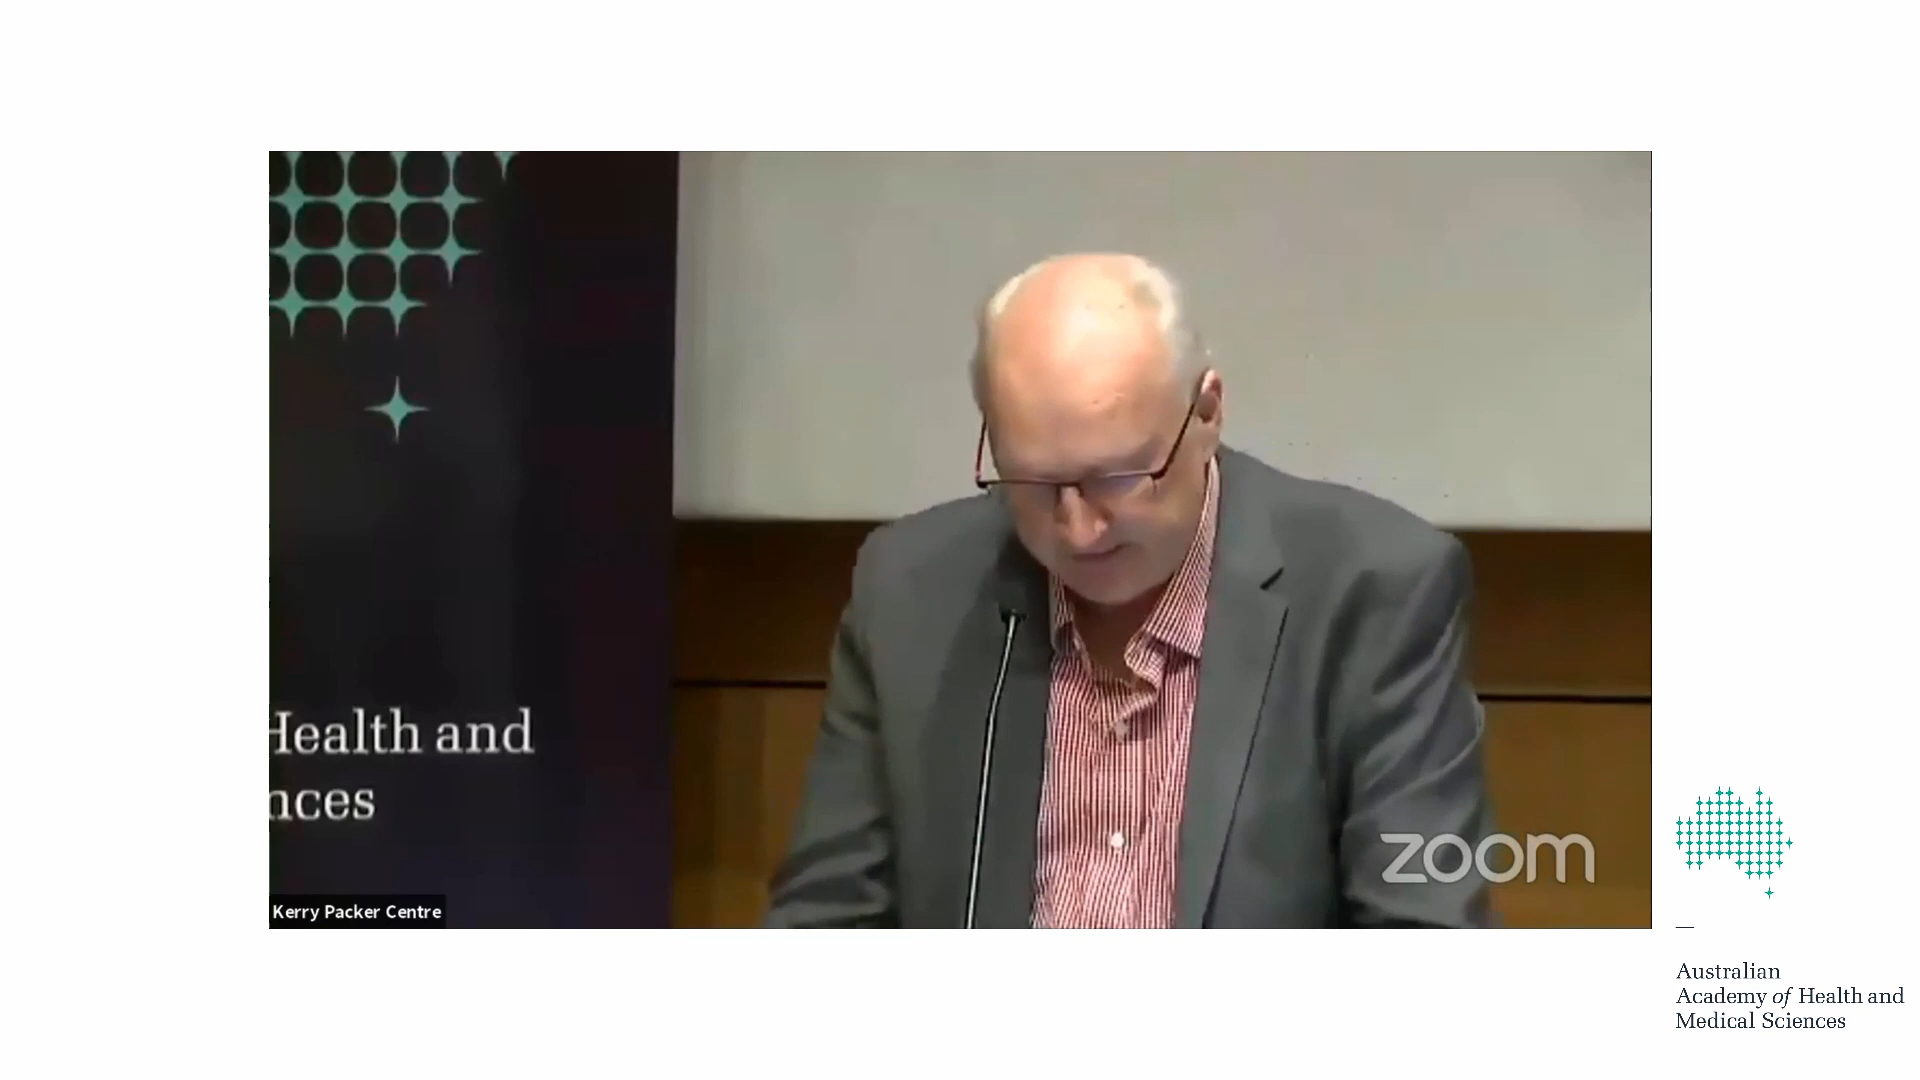 Health and
nces
Kerry Packer Centre
zoom
Australian
Academy of Health and
Medical Sciences